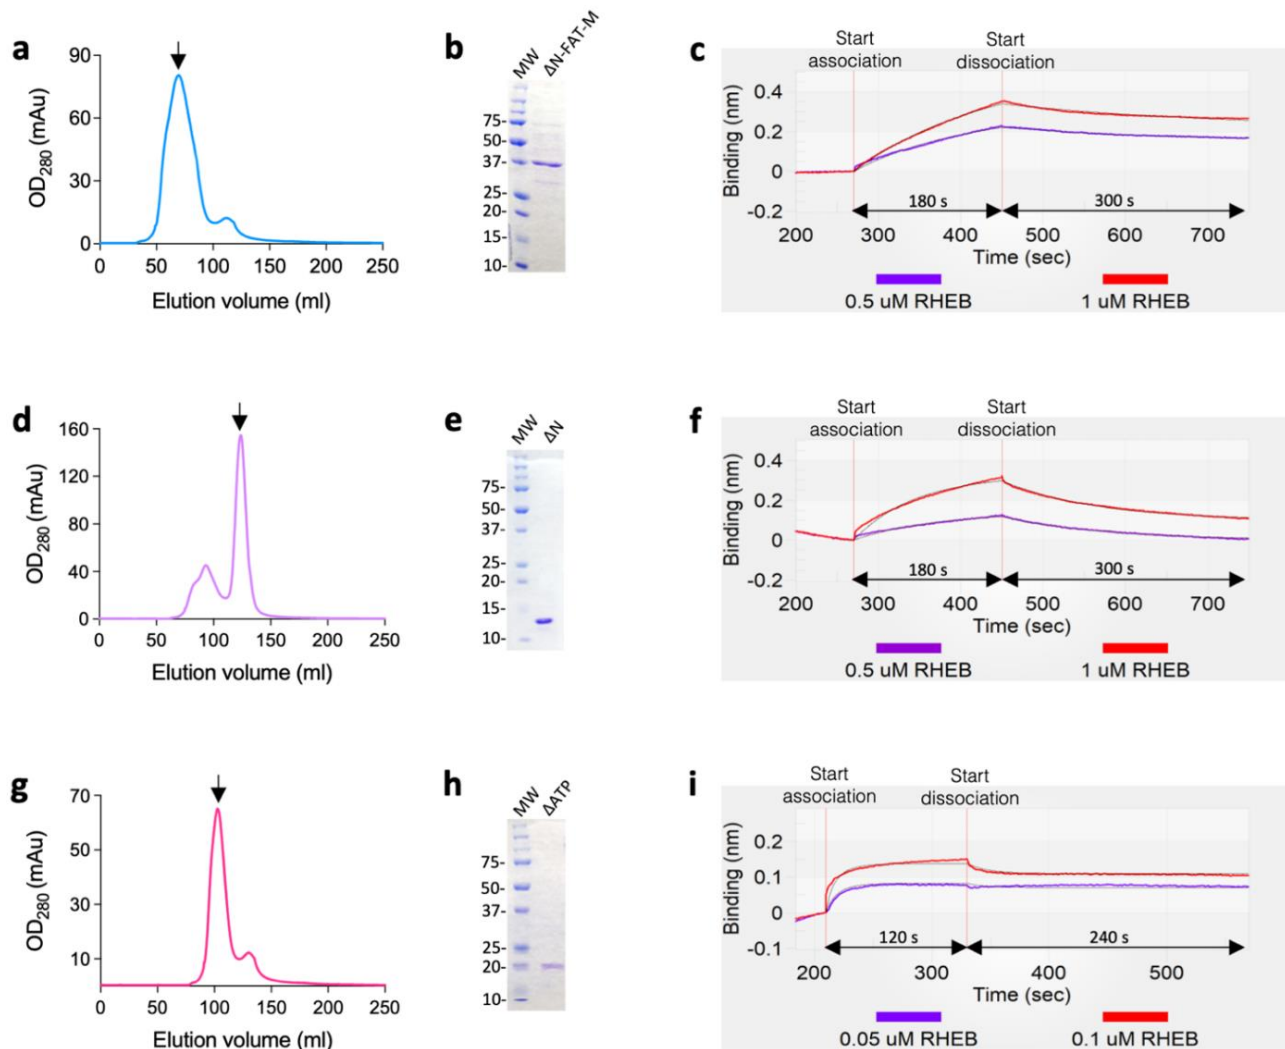 a
90
60
30
0
OD280 (mAu)
0 50 100 150 200 250
Elution volume (ml)
b
MW ΔN-FAT-M
75-
50-
37-
25-
20-
15-
10-
c
Start association
Start dissociation
0.4
0.2
0
-0.2
Binding (nm)
180 s 300 s
200 300 400 500 600 700
Time (sec)
0.5 uM RHEB 1 uM RHEB
d
160
120
80
40
0
OD280 (mAu)
0 50 100 150 200 250
Elution volume (ml)
e
MW ΔN
75-
50-
37-
25-
20-
15-
10-
f
Start association
Start dissociation
0.4
0.2
0
-0.2
Binding (nm)
180 s 300 s
200 300 400 500 600 700
Time (sec)
0.5 uM RHEB 1 uM RHEB
g
70
50
30
10
OD280 (mAu)
0 50 100 150 200 250
Elution volume (ml)
h
MW ΔATP
75-
50-
37-
25-
20-
10-
i
Start association
Start dissociation
0.2
0.1
0
-0.1
Binding (nm)
120 s 240 s
200 300 400 500
Time (sec)
0.05 uM RHEB 0.1 uM RHEB